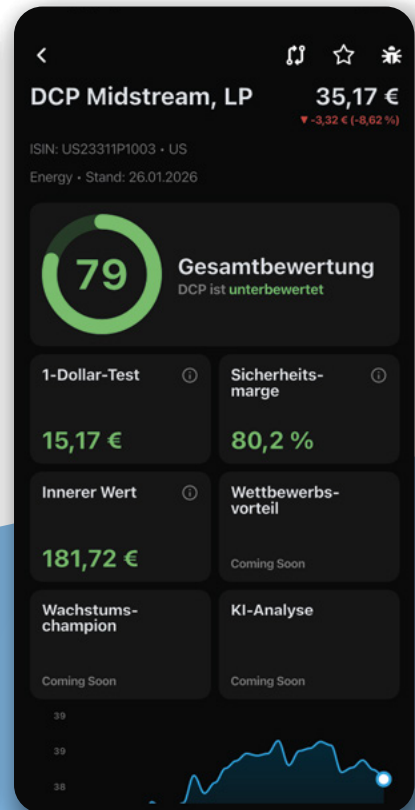 DCP Midstream, LP
35,17 €
▼ -3,32 € (-8,62 %)
ISIN: US23311P1003 • US
Energy • Stand: 26.01.2026
79
Gesamtbewertung
DCP ist unterbewertet
1-Dollar-Test
15,17 €
Sicherheits-
marge
80,2 %
Innerer Wert
181,72 €
Wettbewerbs-
vorteil
Coming Soon
Wachstums-
champion
Coming Soon
KI-Analyse
Coming Soon
39
39
38